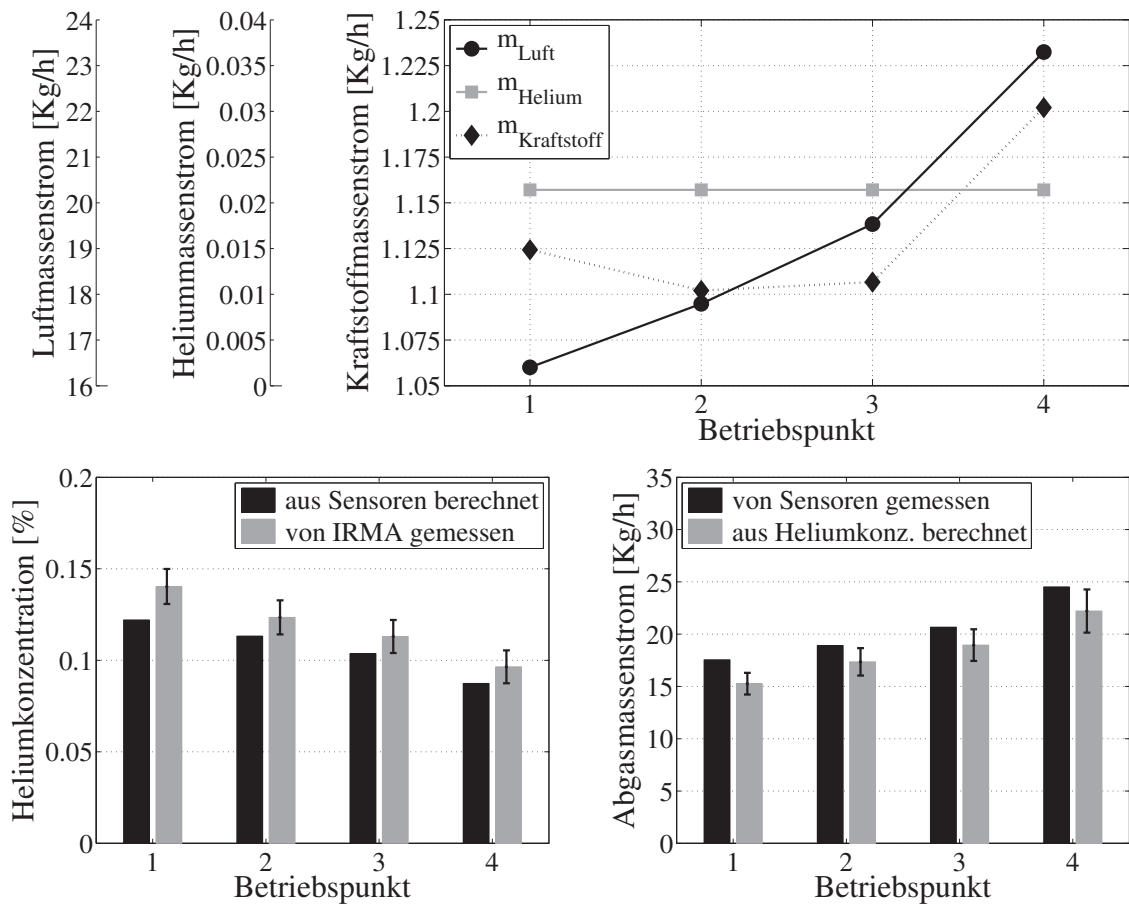 Luftmassenstrom [Kg/h]
24
23
22
21
20
19
18
17
16
Heliummassenstrom [Kg/h]
0.04
0.035
0.03
0.025
0.02
0.015
0.01
0.005
0
Kraftstoffmassenstrom [Kg/h]
1.25
1.225
1.2
1.175
1.15
1.125
1.1
1.075
1.05
m Luft
m Helium
m Kraftstoff
1 2 3 4
Betriebspunkt
Heliumkonzentration [%]
0.2
0.15
0.1
0.05
0
aus Sensoren berechnet
von IRMA gemessen
1 2 3 4
Betriebspunkt
Abgasmassenstrom [Kg/h]
35
30
25
20
15
10
5
0
von Sensoren gemessen
aus Heliumkonz. berechnet
1 2 3 4
Betriebspunkt